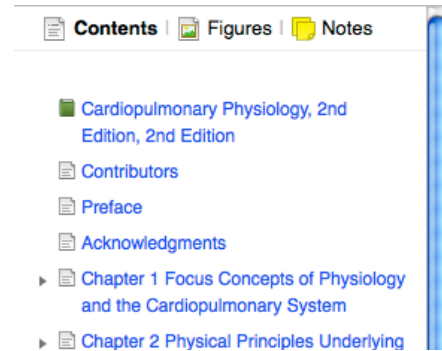 Contents | Figures | Notes
Cardiopulmonary Physiology, 2nd
Edition, 2nd Edition
Contributors
Preface
Acknowledgments
Chapter 1 Focus Concepts of Physiology
and the Cardiopulmonary System
Chapter 2 Physical Principles Underlying